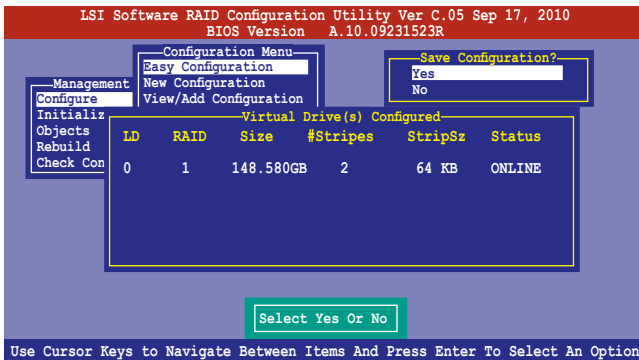 LSI Software RAID Configuration Utility Ver C.05 Sep 17, 2010
BIOS Version A.10.09231523R
Configuration Menu
Easy Configuration
New Configuration
View/Add Configuration
Save Configuration?
Yes
No
Management
Configure
Initializ
Objects
Rebuild
Check Con
Virtual Drive(s) Configured
LD RAID Size #Stripes StripSz Status
0 1 148.580GB 2 64 KB ONLINE
Select Yes Or No
Use Cursor Keys to Navigate Between Items And Press Enter To Select An Option